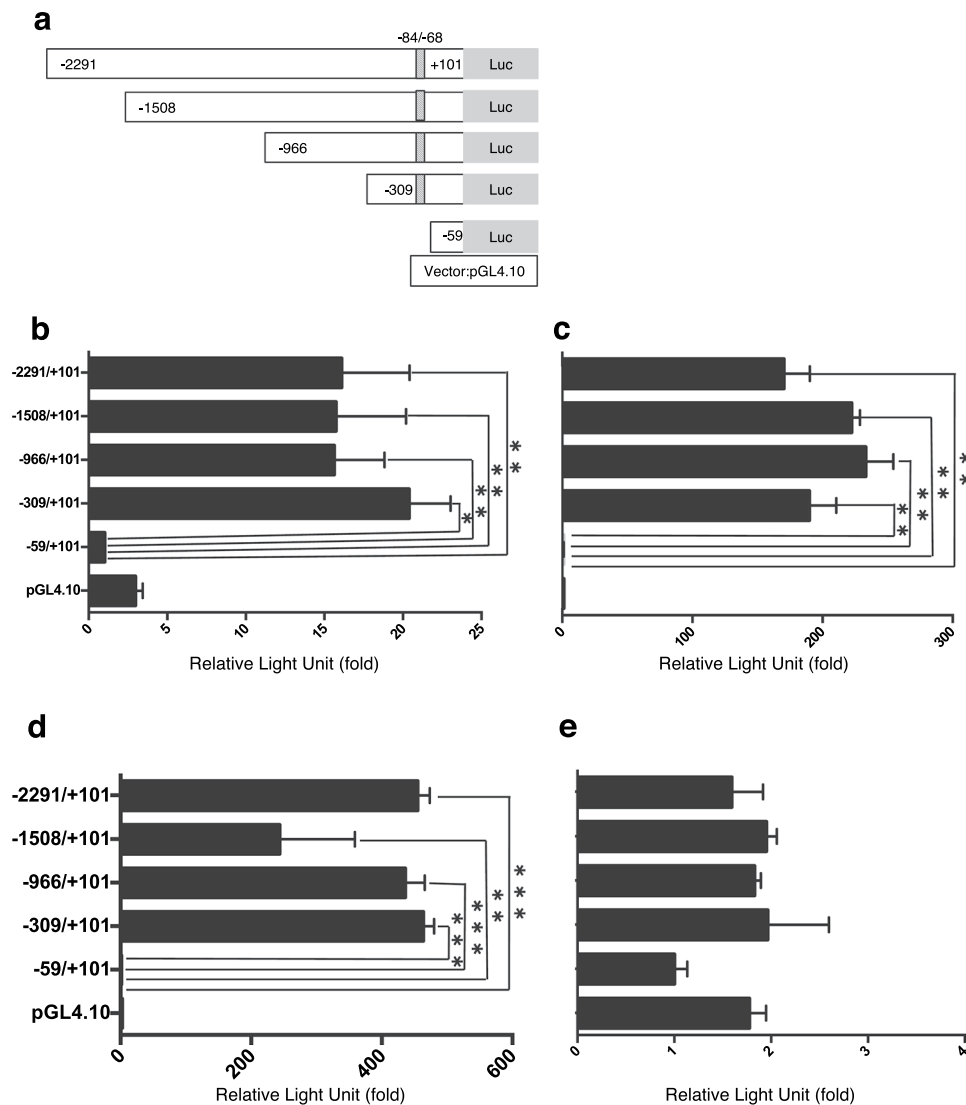 a
-84/-68
-2291 +101 Luc
-1508 Luc
-966 Luc
-309 Luc
-59 Luc
Vector:pGL4.10
b
-2291/+101
-1508/+101
-966/+101
-309/+101
-59/+101
pGL4.10
* *
* *
* *
*
0 5 10 15 20 25
Relative Light Unit (fold)
c
* *
* *
* *
* *
0 100 200 300
Relative Light Unit (fold)
d
-2291/+101
-1508/+101
-966/+101
-309/+101
-59/+101
pGL4.10
* * *
* *
* * *
* * *
0 200 400 600
Relative Light Unit (fold)
e
0 1 2 3 4
Relative Light Unit (fold)